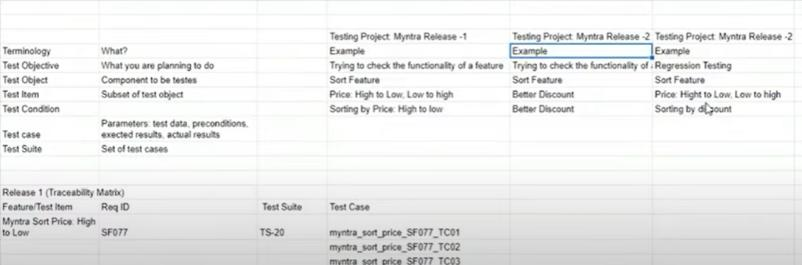 Testing Project: Myntra Release -1 Testing Project: Myntra Release -2 Testing Project: Myntra Release -2
Terminology What? Example Example Example
Test Objective What you are planning to do Trying to check the functionality of a feature Trying to check the functionality of Regression Testing
Test Object Component to be testes Sort Feature Sort Feature Sort Feature
Test Item Subset of test object Price: High to Low, Low to high Better Discount Price: Hight to Low, Low to high
Test Condition Sorting by Price: High to low Better Discount Sorting by discount
Parameters: test data, preconditions,
Test case exected results, actual results
Test Suite Set of test cases
Release 1 (Traceability Matrix)
Feature/Test Item Req ID Test Suite Test Case
Myntra Sort Price: High
to Low SF077 TS-20 myntra_sort_price_SF077_TC01
myntra_sort_price_SF077_TC02
myntra_sort_price_SF077_TC03